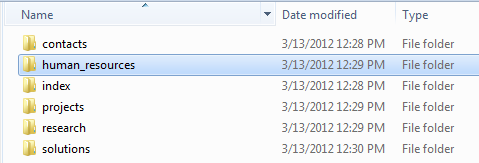 Name Date modified Type
contacts 3/13/2012 12:28 PM File folder
human_resources 3/13/2012 12:29 PM File folder
index 3/13/2012 12:28 PM File folder
projects 3/13/2012 12:29 PM File folder
research 3/13/2012 12:29 PM File folder
solutions 3/13/2012 12:30 PM File folder